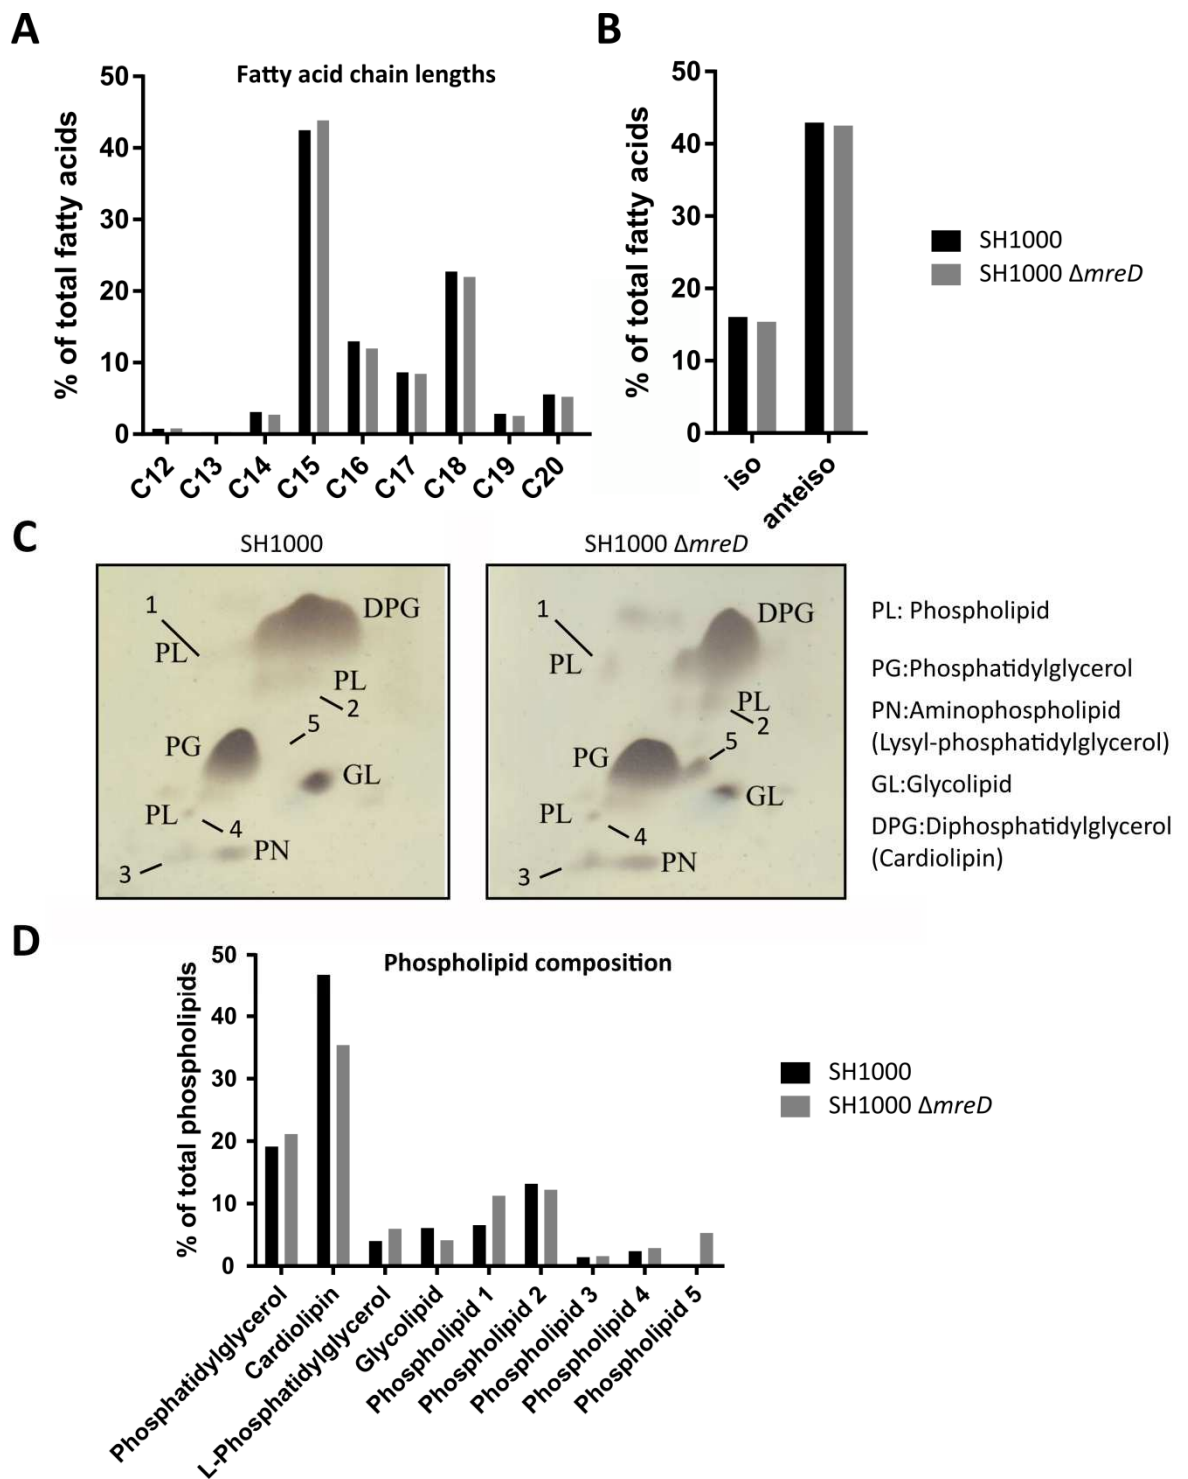 A
Fatty acid chain lengths
% of total fatty acids
50
40
30
20
10
0
C12
C13
C14
C15
C16
C17
C18
C19
C20
B
% of total fatty acids
50
40
30
20
10
0
iso
anteiso
SH1000
SH1000 ΔmreD
C
SH1000
1
PL
DPG
PL
2
5
PG
GL
PL
4
PN
3
SH1000 ΔmreD
1
PL
DPG
PL
2
5
PG
GL
PL
4
PN
3
PL: Phospholipid
PG:Phosphatidylglycerol
PN:Aminophospholipid
(Lysyl-phosphatidylglycerol)
GL:Glycolipid
DPG:Diphosphatidylglycerol
(Cardiolipin)
D
Phospholipid composition
% of total phospholipids
50
40
30
20
10
0
Phosphatidylglycerol
Cardiolipin
L-Phosphatidylglycerol
Glycolipid
Phospholipid 1
Phospholipid 2
Phospholipid 3
Phospholipid 4
Phospholipid 5
SH1000
SH1000 ΔmreD